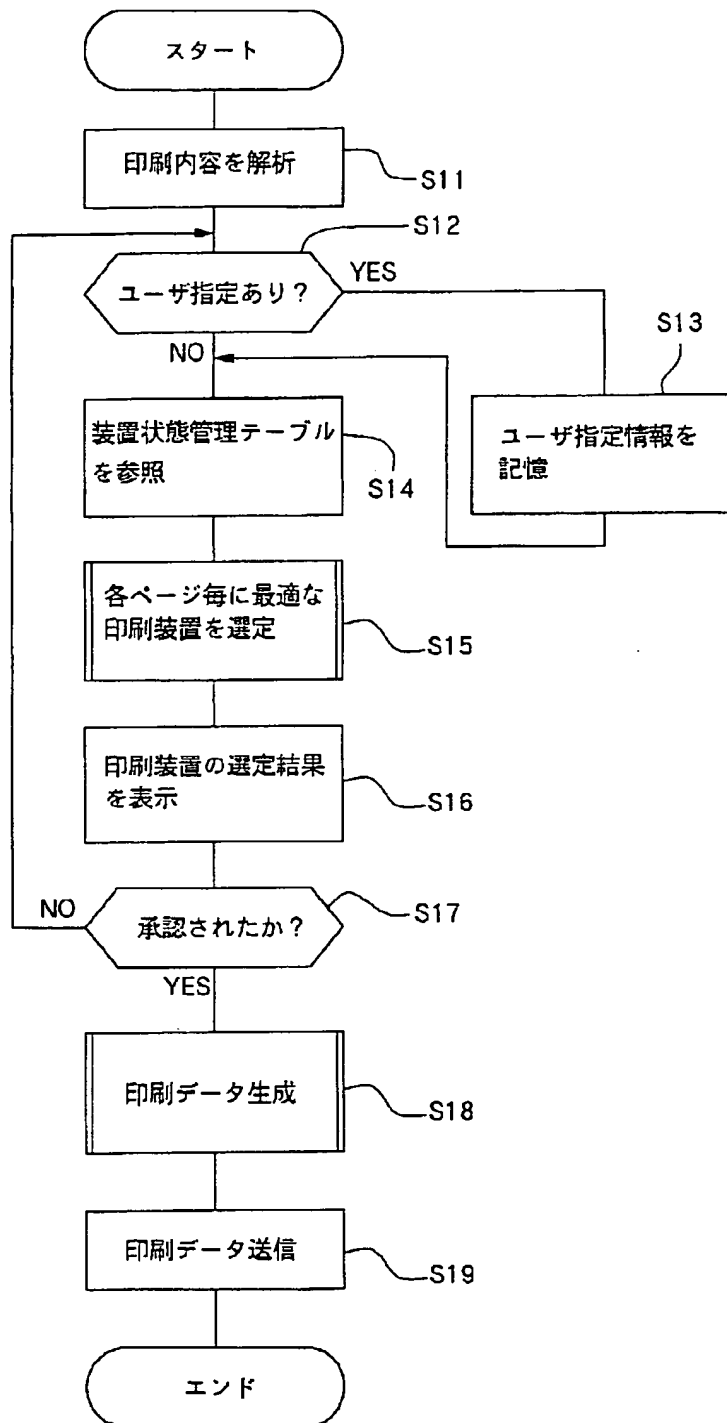 スタート
印刷内容を解析
S11
S12
ユーザ指定あり?
YES
NO
S13
ユーザ指定情報を
記憶
装置状態管理テーブル
を参照
S14
各ページ毎に最適な
印刷装置を選定
S15
印刷装置の選定結果
を表示
S16
NO
承認されたか?
S17
YES
印刷データ生成
S18
印刷データ送信
S19
エンド